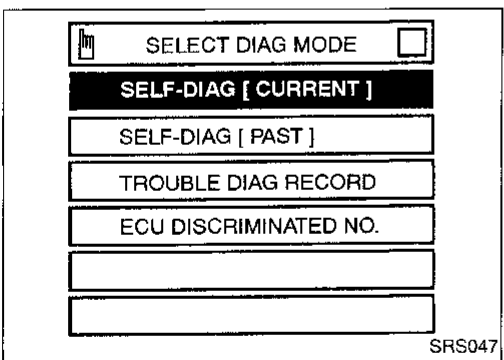 SELECT DIAG MODE
SELF-DIAG [ CURRENT ]
SELF-DIAG [ PAST ]
TROUBLE DIAG RECORD
ECU DISCRIMINATED NO.
SRS047